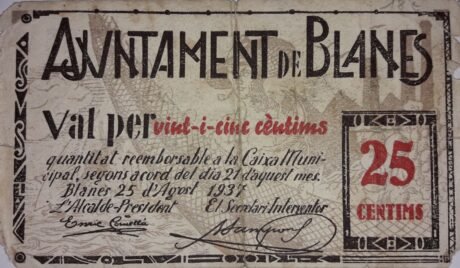 AJUNTAMENT DE BLANES
Val per vint-i-cinc cèntims
quantitat reemborsable a la Caixa Muni-
cipal, segons acord del dia 21 d'aquest mes.
Blanes 25 d'Agost 1937
L'Alcalde-President El Secretari Interventor
25
CENTIMS